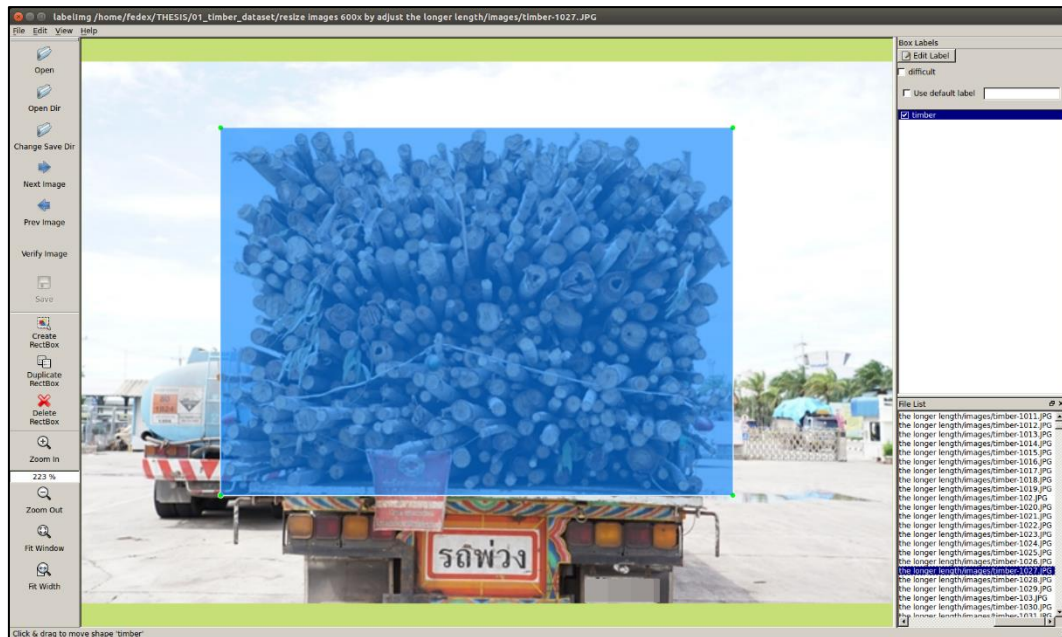 labelImg /home/fedex/THESIS/01_timber_dataset/resize images 600x by adjust the longer length/images/timber-1027.JPG
File Edit View Help
Open
Open Dir
Change Save Dir
Next Image
Prev Image
Verify Image
Save
Create
RectBox
Duplicate
RectBox
Delete
RectBox
Zoom In
223 %
Zoom Out
Fit Window
Fit Width
80
1824
รถพ่วง
Box Labels
Edit Label
difficult
Use default label
timber
File List
the longer length/images/timber-1011.JPG
the longer length/images/timber-1012.JPG
the longer length/images/timber-1013.JPG
the longer length/images/timber-1014.JPG
the longer length/images/timber-1015.JPG
the longer length/images/timber-1016.JPG
the longer length/images/timber-1017.JPG
the longer length/images/timber-1018.JPG
the longer length/images/timber-1019.JPG
the longer length/images/timber-102.JPG
the longer length/images/timber-1020.JPG
the longer length/images/timber-1021.JPG
the longer length/images/timber-1022.JPG
the longer length/images/timber-1023.JPG
the longer length/images/timber-1024.JPG
the longer length/images/timber-1025.JPG
the longer length/images/timber-1026.JPG
the longer length/images/timber-1027.JPG
the longer length/images/timber-1028.JPG
the longer length/images/timber-1029.JPG
the longer length/images/timber-103.JPG
the longer length/images/timber-1030.JPG
the longer length/images/timber-1031.JPG
Click & drag to move shape 'timber'